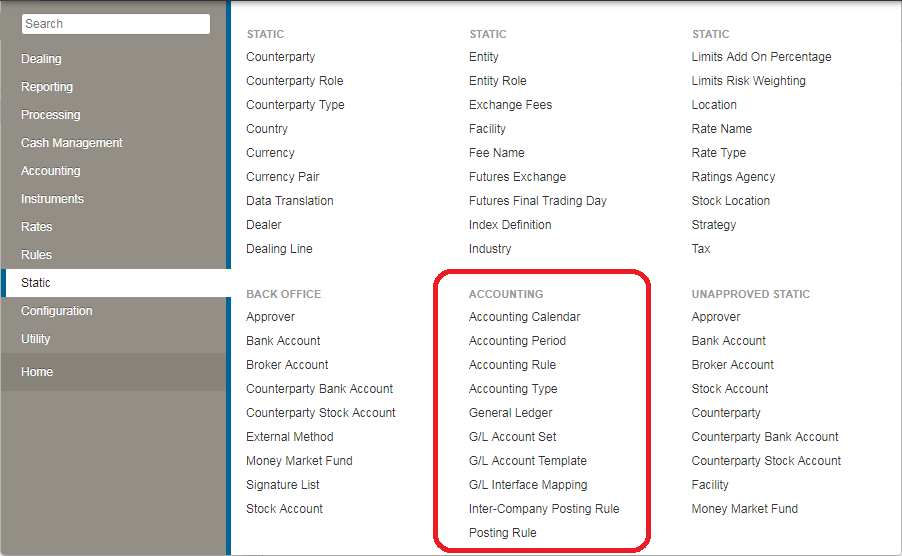 Search
Dealing
Reporting
Processing
Cash Management
Accounting
Instruments
Rates
Rules
Static
Configuration
Utility
Home
STATIC
Counterparty
Counterparty Role
Counterparty Type
Country
Currency
Currency Pair
Data Translation
Dealer
Dealing Line
STATIC
Entity
Entity Role
Exchange Fees
Facility
Fee Name
Futures Exchange
Futures Final Trading Day
Index Definition
Industry
STATIC
Limits Add On Percentage
Limits Risk Weighting
Location
Rate Name
Rate Type
Ratings Agency
Stock Location
Strategy
Tax
BACK OFFICE
Approver
Bank Account
Broker Account
Counterparty Bank Account
Counterparty Stock Account
External Method
Money Market Fund
Signature List
Stock Account
ACCOUNTING
Accounting Calendar
Accounting Period
Accounting Rule
Accounting Type
General Ledger
G/L Account Set
G/L Account Template
G/L Interface Mapping
Inter-Company Posting Rule
Posting Rule
UNAPPROVED STATIC
Approver
Bank Account
Broker Account
Stock Account
Counterparty
Counterparty Bank Account
Counterparty Stock Account
Facility
Money Market Fund